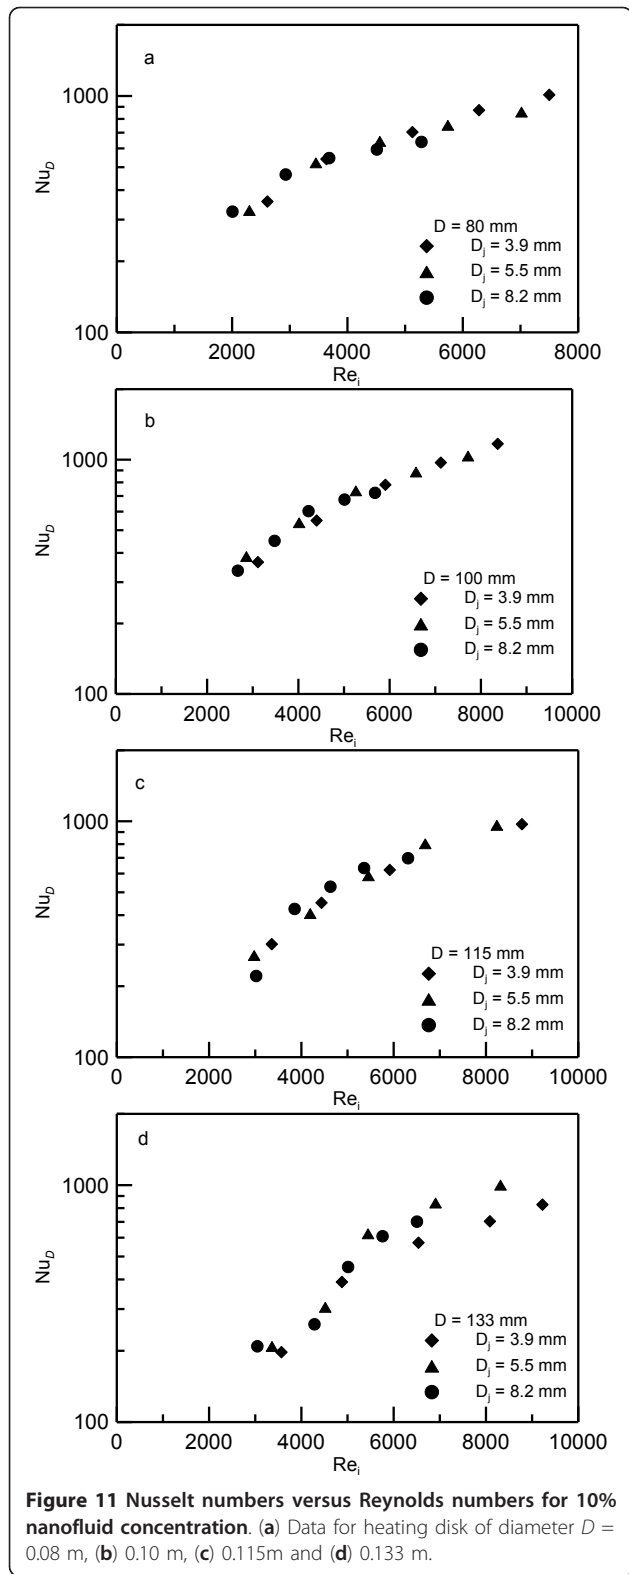 a
1000
Nu_D
D = 80 mm
D_j = 3.9 mm
D_j = 5.5 mm
D_j = 8.2 mm
100
0 2000 4000 6000 8000
Re_i
b
1000
Nu_D
D = 100 mm
D_j = 3.9 mm
D_j = 5.5 mm
D_j = 8.2 mm
100
0 2000 4000 6000 8000 10000
Re_i
c
1000
Nu_D
D = 115 mm
D_j = 3.9 mm
D_j = 5.5 mm
D_j = 8.2 mm
100
0 2000 4000 6000 8000 10000
Re_i
d
1000
Nu_D
D = 133 mm
D_j = 3.9 mm
D_j = 5.5 mm
D_j = 8.2 mm
100
0 2000 4000 6000 8000 10000
Re_i
Figure 11 Nusselt numbers versus Reynolds numbers for 10%
nanofluid concentration. (a) Data for heating disk of diameter D =
0.08 m, (b) 0.10 m, (c) 0.115m and (d) 0.133 m.